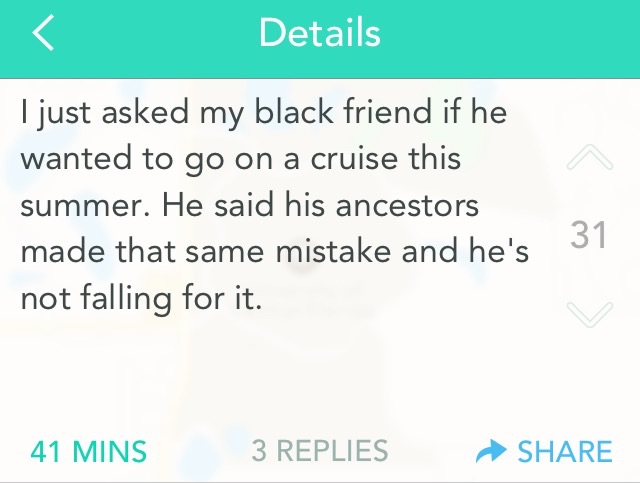 Details
I just asked my black friend if he
wanted to go on a cruise this
summer. He said his ancestors
made that same mistake and he's
not falling for it.
31
41 MINS
3 REPLIES
SHARE